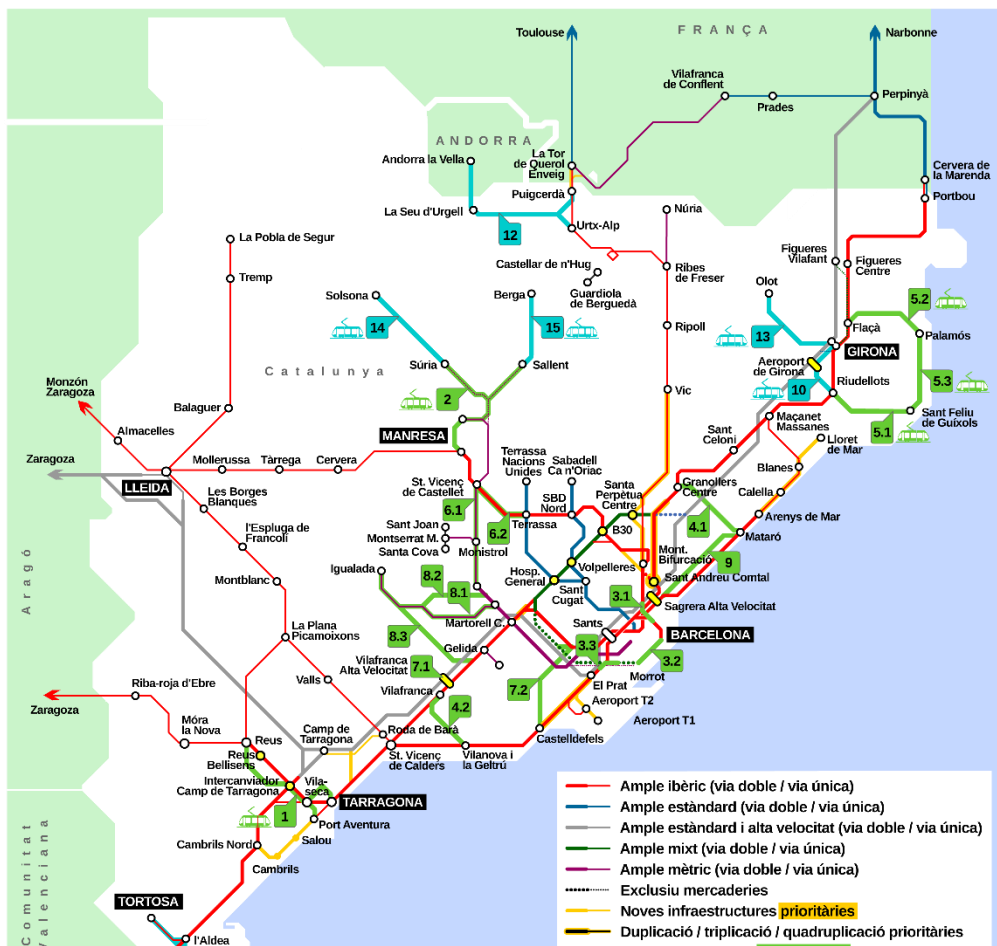 FRANÇA
Toulouse
Narbonne
Vilafranca
de Conflent
Prades
Perpinyà
ANDORRA
Andorra la Vella
La Tor
de Querol
Enveig
Puigcerdà
Cervera de
la Marenda
Portbou
La Seu d'Urgell
12
Urtx-Alp
Núria
La Pobla de Segur
Tremp
Castellar de n'Hug
Guardiola
de Berguedà
Ribes
de Freser
Figueres
Vilafant
Figueres
Centre
Olot
Solsona
Berga
14
15
13
5.2
Ripoll
Flaçà
Palamós
GIRONA
Catalunya
Súria
Sallent
2
Aeroport
de Girona
10
Riudellots
5.3
Monzón
Zaragoza
Balaguer
Vic
Sant Feliu
de Guíxols
5.1
Almacelles
MANRESA
Maçanet
Massanes
Lloret
de Mar
Zaragoza
LLEIDA
Mollerussa
Tàrrega
Cervera
Terrassa
Nacions
Unides
Sabadell
Ca n'Oriac
Sant
Celoni
Blanes
St. Vicenç
de Castellet
SBD
Nord
Santa
Perpètua
Centre
Granollers
Centre
Calella
Les Borges
Blanques
6.1
6.2
Terrassa
B30
4.1
Arenys de Mar
Sant Joan
Montserrat M.
Santa Cova
Monistrol
Mataró
l'Espluga de
Francolí
Igualada
8.2
8.1
Hosp.
General
Volpelleres
Mont.
Bifurcació
9
Montblanc
Sant
Cugat
Sant Andreu Comtal
3.1
Sagrera Alta Velocitat
Aragó
La Plana
Picamoixons
8.3
Martorell C.
Gelida
Sants
BARCELONA
Vilafranca
Alta Velocitat
7.1
3.3
3.2
Morrot
Valls
Riba-roja d'Ebre
Vilafranca
7.2
El Prat
Zaragoza
Aeroport T2
Aeroport T1
Móra
la Nova
4.2
Camp de
Tarragona
Roda de Barà
Reus
Reus
Bellisens
St. Vicenç
de Calders
Vilanova i
la Geltrú
Castelldefels
Intercanviador
Camp de Tarragona
Vila-
seca
TARRAGONA
1
Port Aventura
Salou
Cambrils Nord
Cambrils
Comunitat
Valenciana
TORTOSA
l'Aldea
Ample ibèric (via doble / via única)
Ample estàndard (via doble / via única)
Ample estàndard i alta velocitat (via doble / via única)
Ample mixt (via doble / via única)
Ample mètric (via doble / via única)
Exclusiu mercaderies
Noves infraestructures prioritàries
Duplicació / triplicació / quadruplicació prioritàries